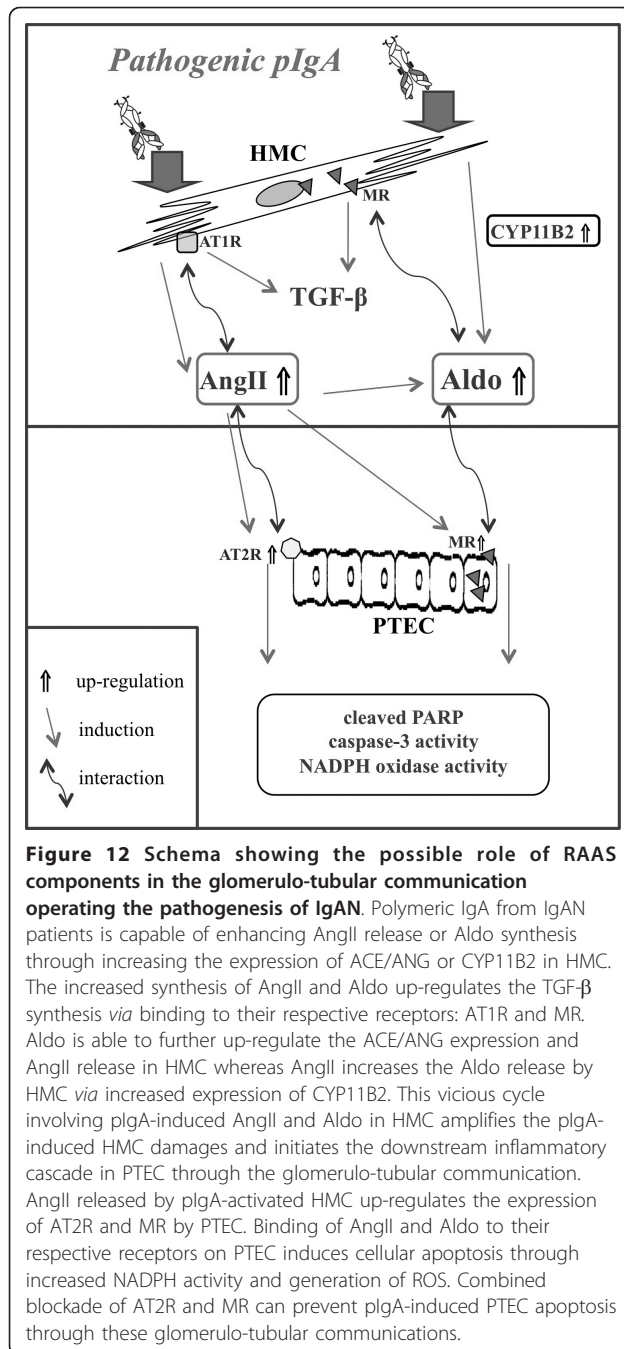 Pathogenic pIgA
HMC
MR
CYP11B2 ⇑
AT1R
TGF-β
AngII ⇑
Aldo ⇑
AT2R ⇑
MR⇑
PTEC
⇑ up-regulation
induction
interaction
cleaved PARP
caspase-3 activity
NADPH oxidase activity
Figure 12 Schema showing the possible role of RAAS
components in the glomerulo-tubular communication
operating the pathogenesis of IgAN. Polymeric IgA from IgAN
patients is capable of enhancing AngII release or Aldo synthesis
through increasing the expression of ACE/ANG or CYP11B2 in HMC.
The increased synthesis of AngII and Aldo up-regulates the TGF-β
synthesis via binding to their respective receptors: AT1R and MR.
Aldo is able to further up-regulate the ACE/ANG expression and
AngII release in HMC whereas AngII increases the Aldo release by
HMC via increased expression of CYP11B2. This vicious cycle
involving pIgA-induced AngII and Aldo in HMC amplifies the pIgA-
induced HMC damages and initiates the downstream inflammatory
cascade in PTEC through the glomerulo-tubular communication.
AngII released by pIgA-activated HMC up-regulates the expression
of AT2R and MR by PTEC. Binding of AngII and Aldo to their
respective receptors on PTEC induces cellular apoptosis through
increased NADPH activity and generation of ROS. Combined
blockade of AT2R and MR can prevent pIgA-induced PTEC apoptosis
through these glomerulo-tubular communications.